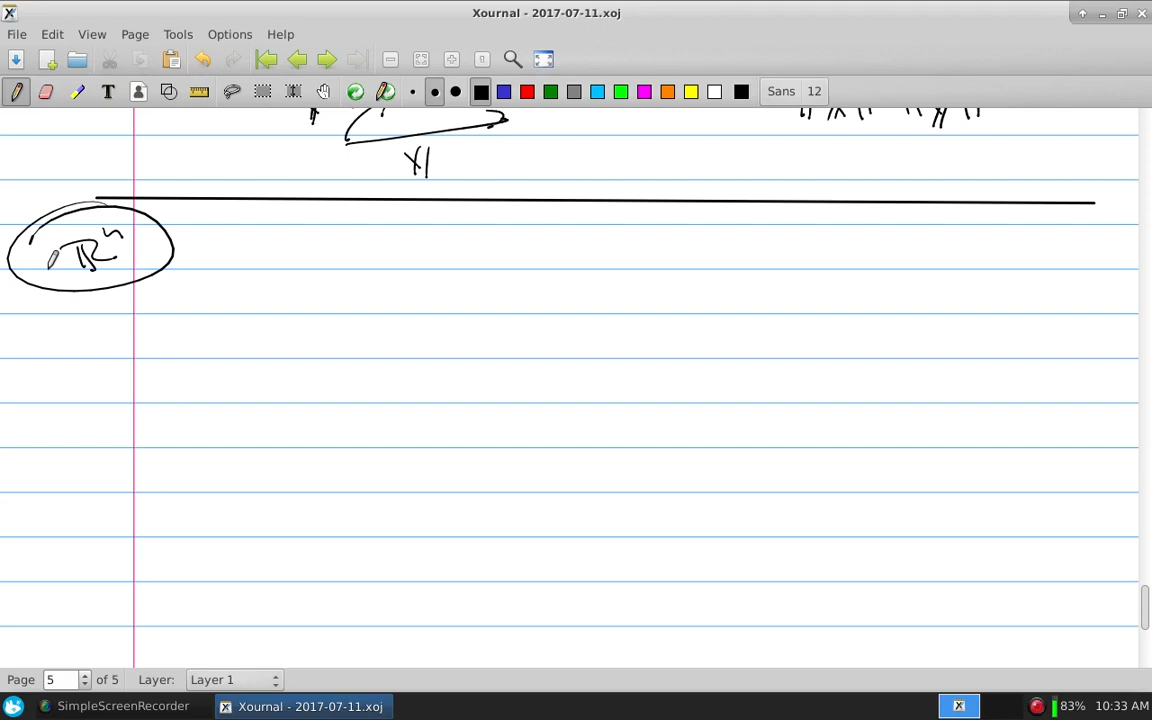 Xournal - 2017-07-11.xoj
File Edit View Page Tools Options Help
T Sans 12
x1
ℝⁿ
Page 5 of 5 Layer: Layer 1
SimpleScreenRecorder Xournal - 2017-07-11.xoj 83% 10:33 AM